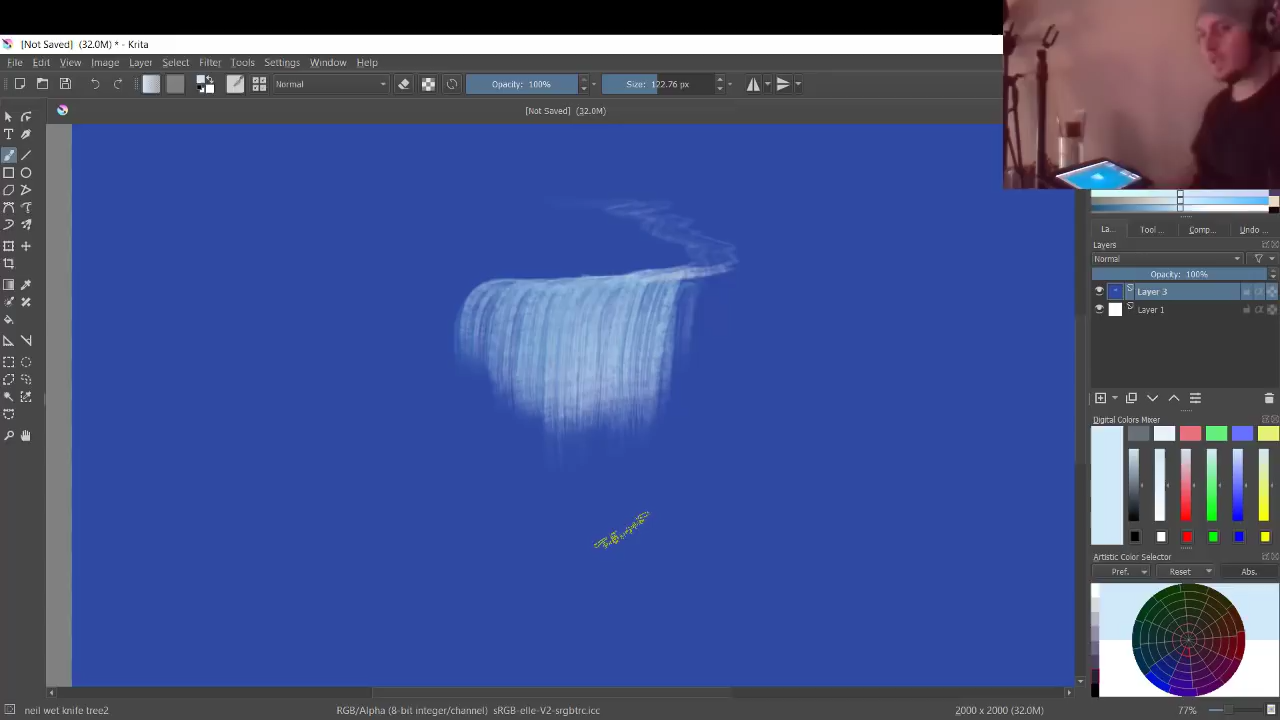 [Not Saved] (32.0M) * - Krita
File Edit View Image Layer Select Filter Tools Settings Window Help
Normal Opacity: 100% Size: 122.76 px
[Not Saved] (32.0M)
La... Tool ... Comp... Undo ...
Layers
Normal
Opacity: 100%
Layer 3
Layer 1
Digital Colors Mixer
Artistic Color Selector
Pref. Reset Abs.
neil wet knife tree2 RGB/Alpha (8-bit integer/channel) sRGB-elle-V2-srgbtrc.icc 2000 x 2000 (32.0M) 77%